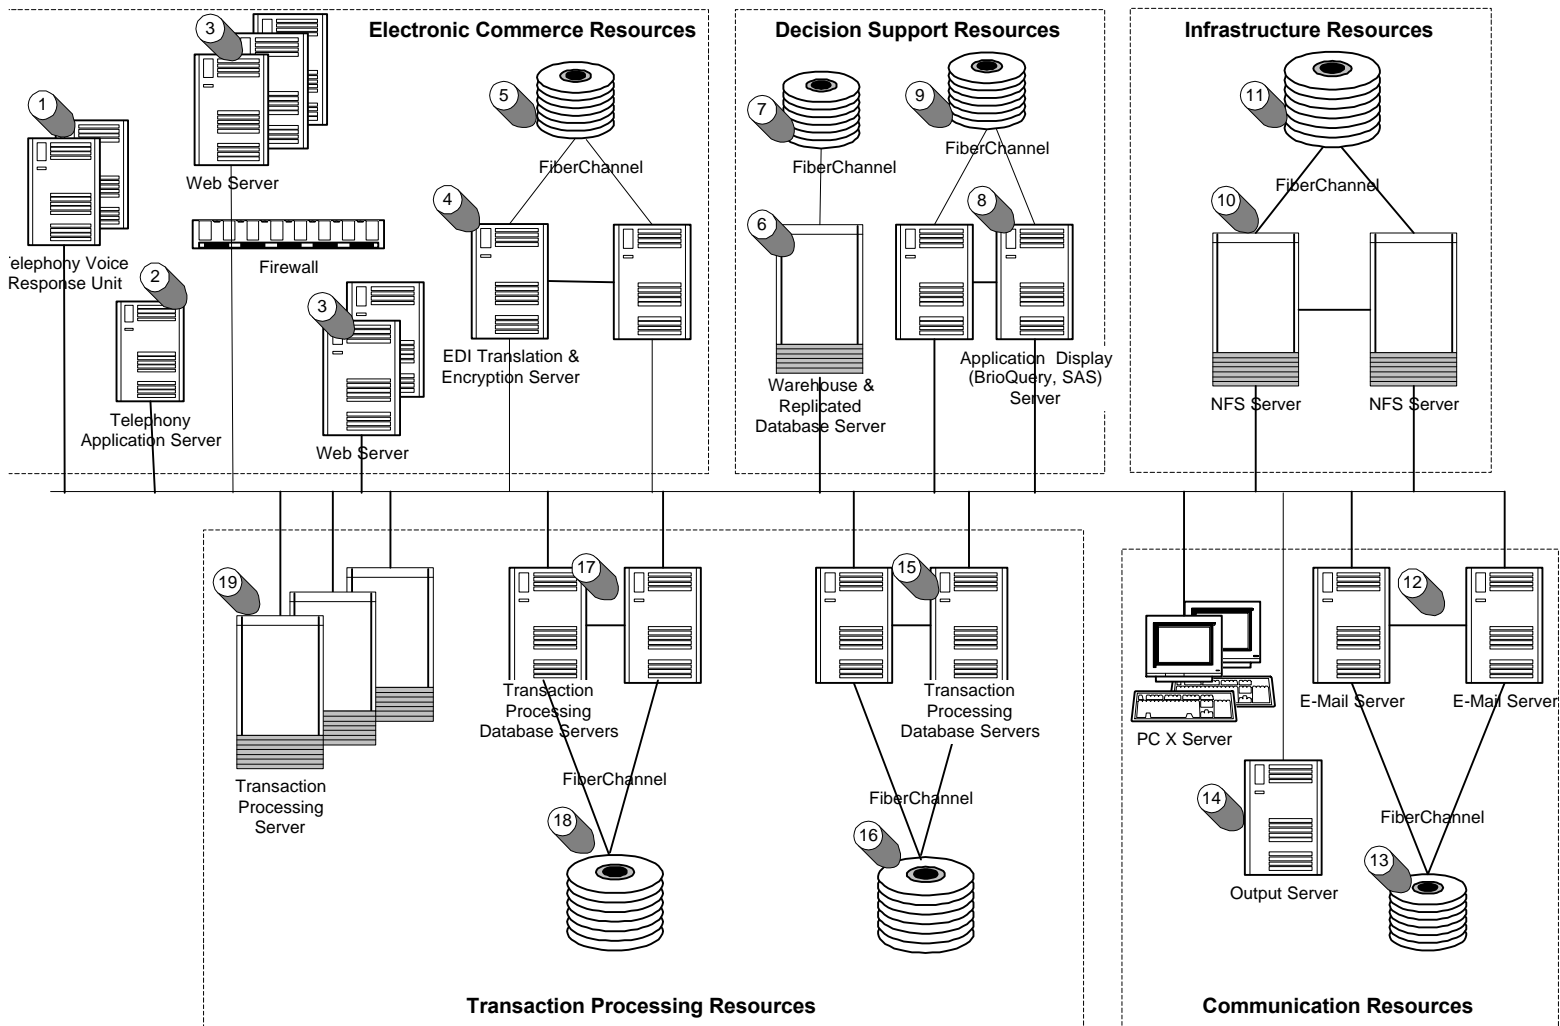 Electronic Commerce Resources
3
1
Web Server
Telephony Voice
Response Unit
Firewall
2
Telephony
Application Server
3
Web Server
5
FiberChannel
4
EDI Translation &
Encryption Server
Decision Support Resources
7
FiberChannel
9
FiberChannel
6
Warehouse &
Replicated
Database Server
8
Application Display
(BrioQuery, SAS)
Server
Infrastructure Resources
11
FiberChannel
10
NFS Server
NFS Server
19
Transaction
Processing
Server
17
Transaction
Processing
Database Servers
FiberChannel
18
15
Transaction
Processing
Database Servers
FiberChannel
16
Transaction Processing Resources
PC X Server
12
E-Mail Server
E-Mail Server
14
Output Server
FiberChannel
13
Communication Resources